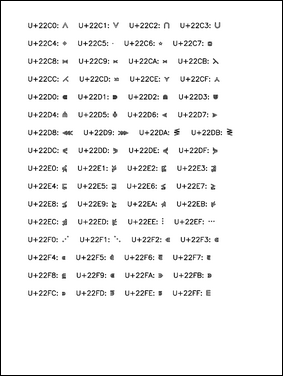 U+22C0: ⋀ U+22C1: ⋁ U+22C2: ⋂ U+22C3: ⋃
U+22C4: ⋄ U+22C5: ⋅ U+22C6: ⋆ U+22C7: ⋇
U+22C8: ⋈ U+22C9: ⋉ U+22CA: ⋊ U+22CB: ⋋
U+22CC: ⋌ U+22CD: ⋍ U+22CE: ⋎ U+22CF: ⋏
U+22D0: ⋐ U+22D1: ⋑ U+22D2: ⋒ U+22D3: ⋓
U+22D4: ⋔ U+22D5: ⋕ U+22D6: ⋖ U+22D7: ⋗
U+22D8: ⋘ U+22D9: ⋙ U+22DA: ⋚ U+22DB: ⋛
U+22DC: ⋜ U+22DD: ⋝ U+22DE: ⋞ U+22DF: ⋟
U+22E0: ⋠ U+22E1: ⋡ U+22E2: ⋢ U+22E3: ⋣
U+22E4: ⋤ U+22E5: ⋥ U+22E6: ⋦ U+22E7: ⋧
U+22E8: ⋨ U+22E9: ⋩ U+22EA: ⋪ U+22EB: ⋫
U+22EC: ⋬ U+22ED: ⋭ U+22EE: ⋮ U+22EF: ⋯
U+22F0: ⋰ U+22F1: ⋱ U+22F2: ⋲ U+22F3: ⋳
U+22F4: ⋴ U+22F5: ⋵ U+22F6: ⋶ U+22F7: ⋷
U+22F8: ⋸ U+22F9: ⋹ U+22FA: ⋺ U+22FB: ⋻
U+22FC: ⋼ U+22FD: ⋽ U+22FE: ⋾ U+22FF: ⋿